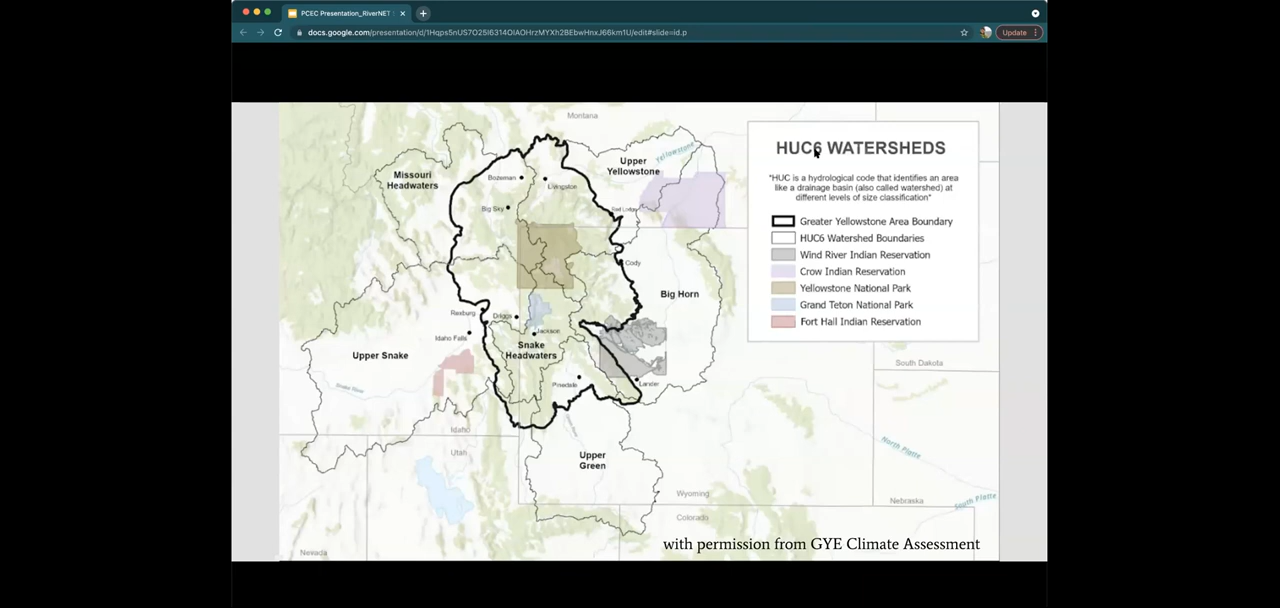 PCEC Presentation_RiverNET
docs.google.com/presentation/d/1Hqps5nUS7O25I6314OIAOHrzMYXh2BEbwHnxJ66km1U/edit#slide=id.p
Update
Montana
HUC6 WATERSHEDS
"HUC is a hydrological code that identifies an area
like a drainage basin (also called watershed) at
different levels of size classification"
Greater Yellowstone Area Boundary
HUC6 Watershed Boundaries
Wind River Indian Reservation
Crow Indian Reservation
Yellowstone National Park
Grand Teton National Park
Fort Hall Indian Reservation
Upper
Yellowstone
Yellowstone
Missouri
Headwaters
Bozeman
Livingston
Big Sky
Red Lodge
Cody
Big Horn
Rexburg
Driggs
Idaho Falls
Jackson
Snake
Headwaters
Upper Snake
Snake River
Pinedale
Lander
South Dakota
Idaho
Utah
North Platte
Upper
Green
Wyoming
Nebraska
South Platte
Colorado
Nevada
with permission from GYE Climate Assessment